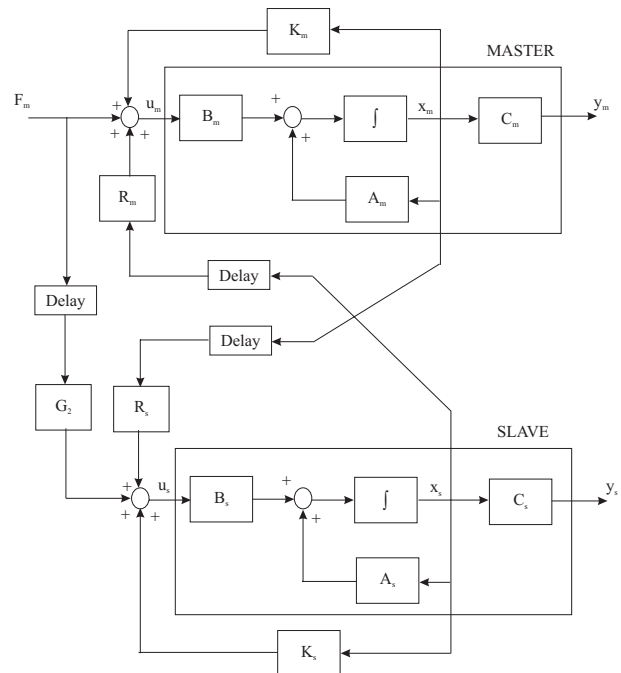 K_m
MASTER
F_m
+
+
+
u_m
B_m
+
+
∫
x_m
C_m
y_m
R_m
A_m
Delay
Delay
Delay
G_2
R_s
SLAVE
+
+
+
u_s
B_s
+
+
∫
x_s
C_s
y_s
A_s
K_s